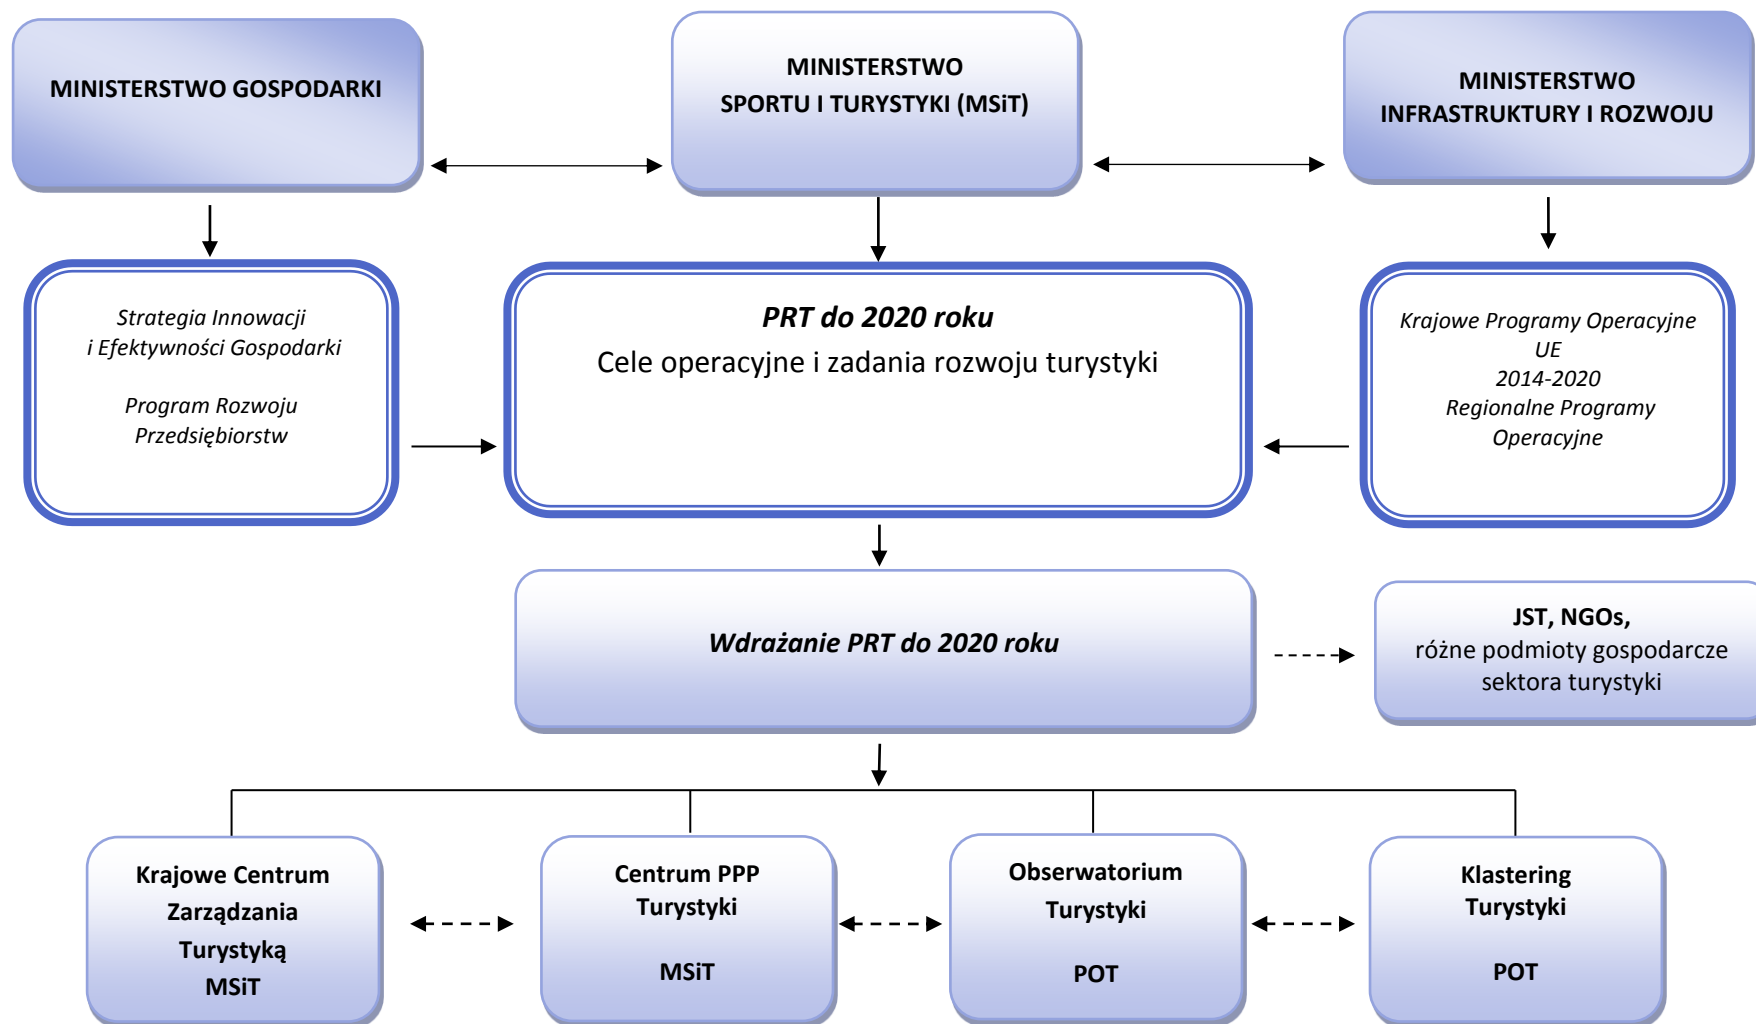 MINISTERSTWO GOSPODARKI
MINISTERSTWO
SPORTU I TURYSTYKI (MSiT)
MINISTERSTWO
INFRASTRUKTURY I ROZWOJU
Strategia Innowacji
i Efektywności Gospodarki
Program Rozwoju
Przedsiębiorstw
PRT do 2020 roku
Cele operacyjne i zadania rozwoju turystyki
Krajowe Programy Operacyjne
UE
2014-2020
Regionalne Programy
Operacyjne
Wdrażanie PRT do 2020 roku
JST, NGOs,
różne podmioty gospodarcze
sektora turystyki
Krajowe Centrum
Zarządzania
Turystyką
MSiT
Centrum PPP
Turystyki
MSiT
Obserwatorium
Turystyki
POT
Klastering
Turystyki
POT